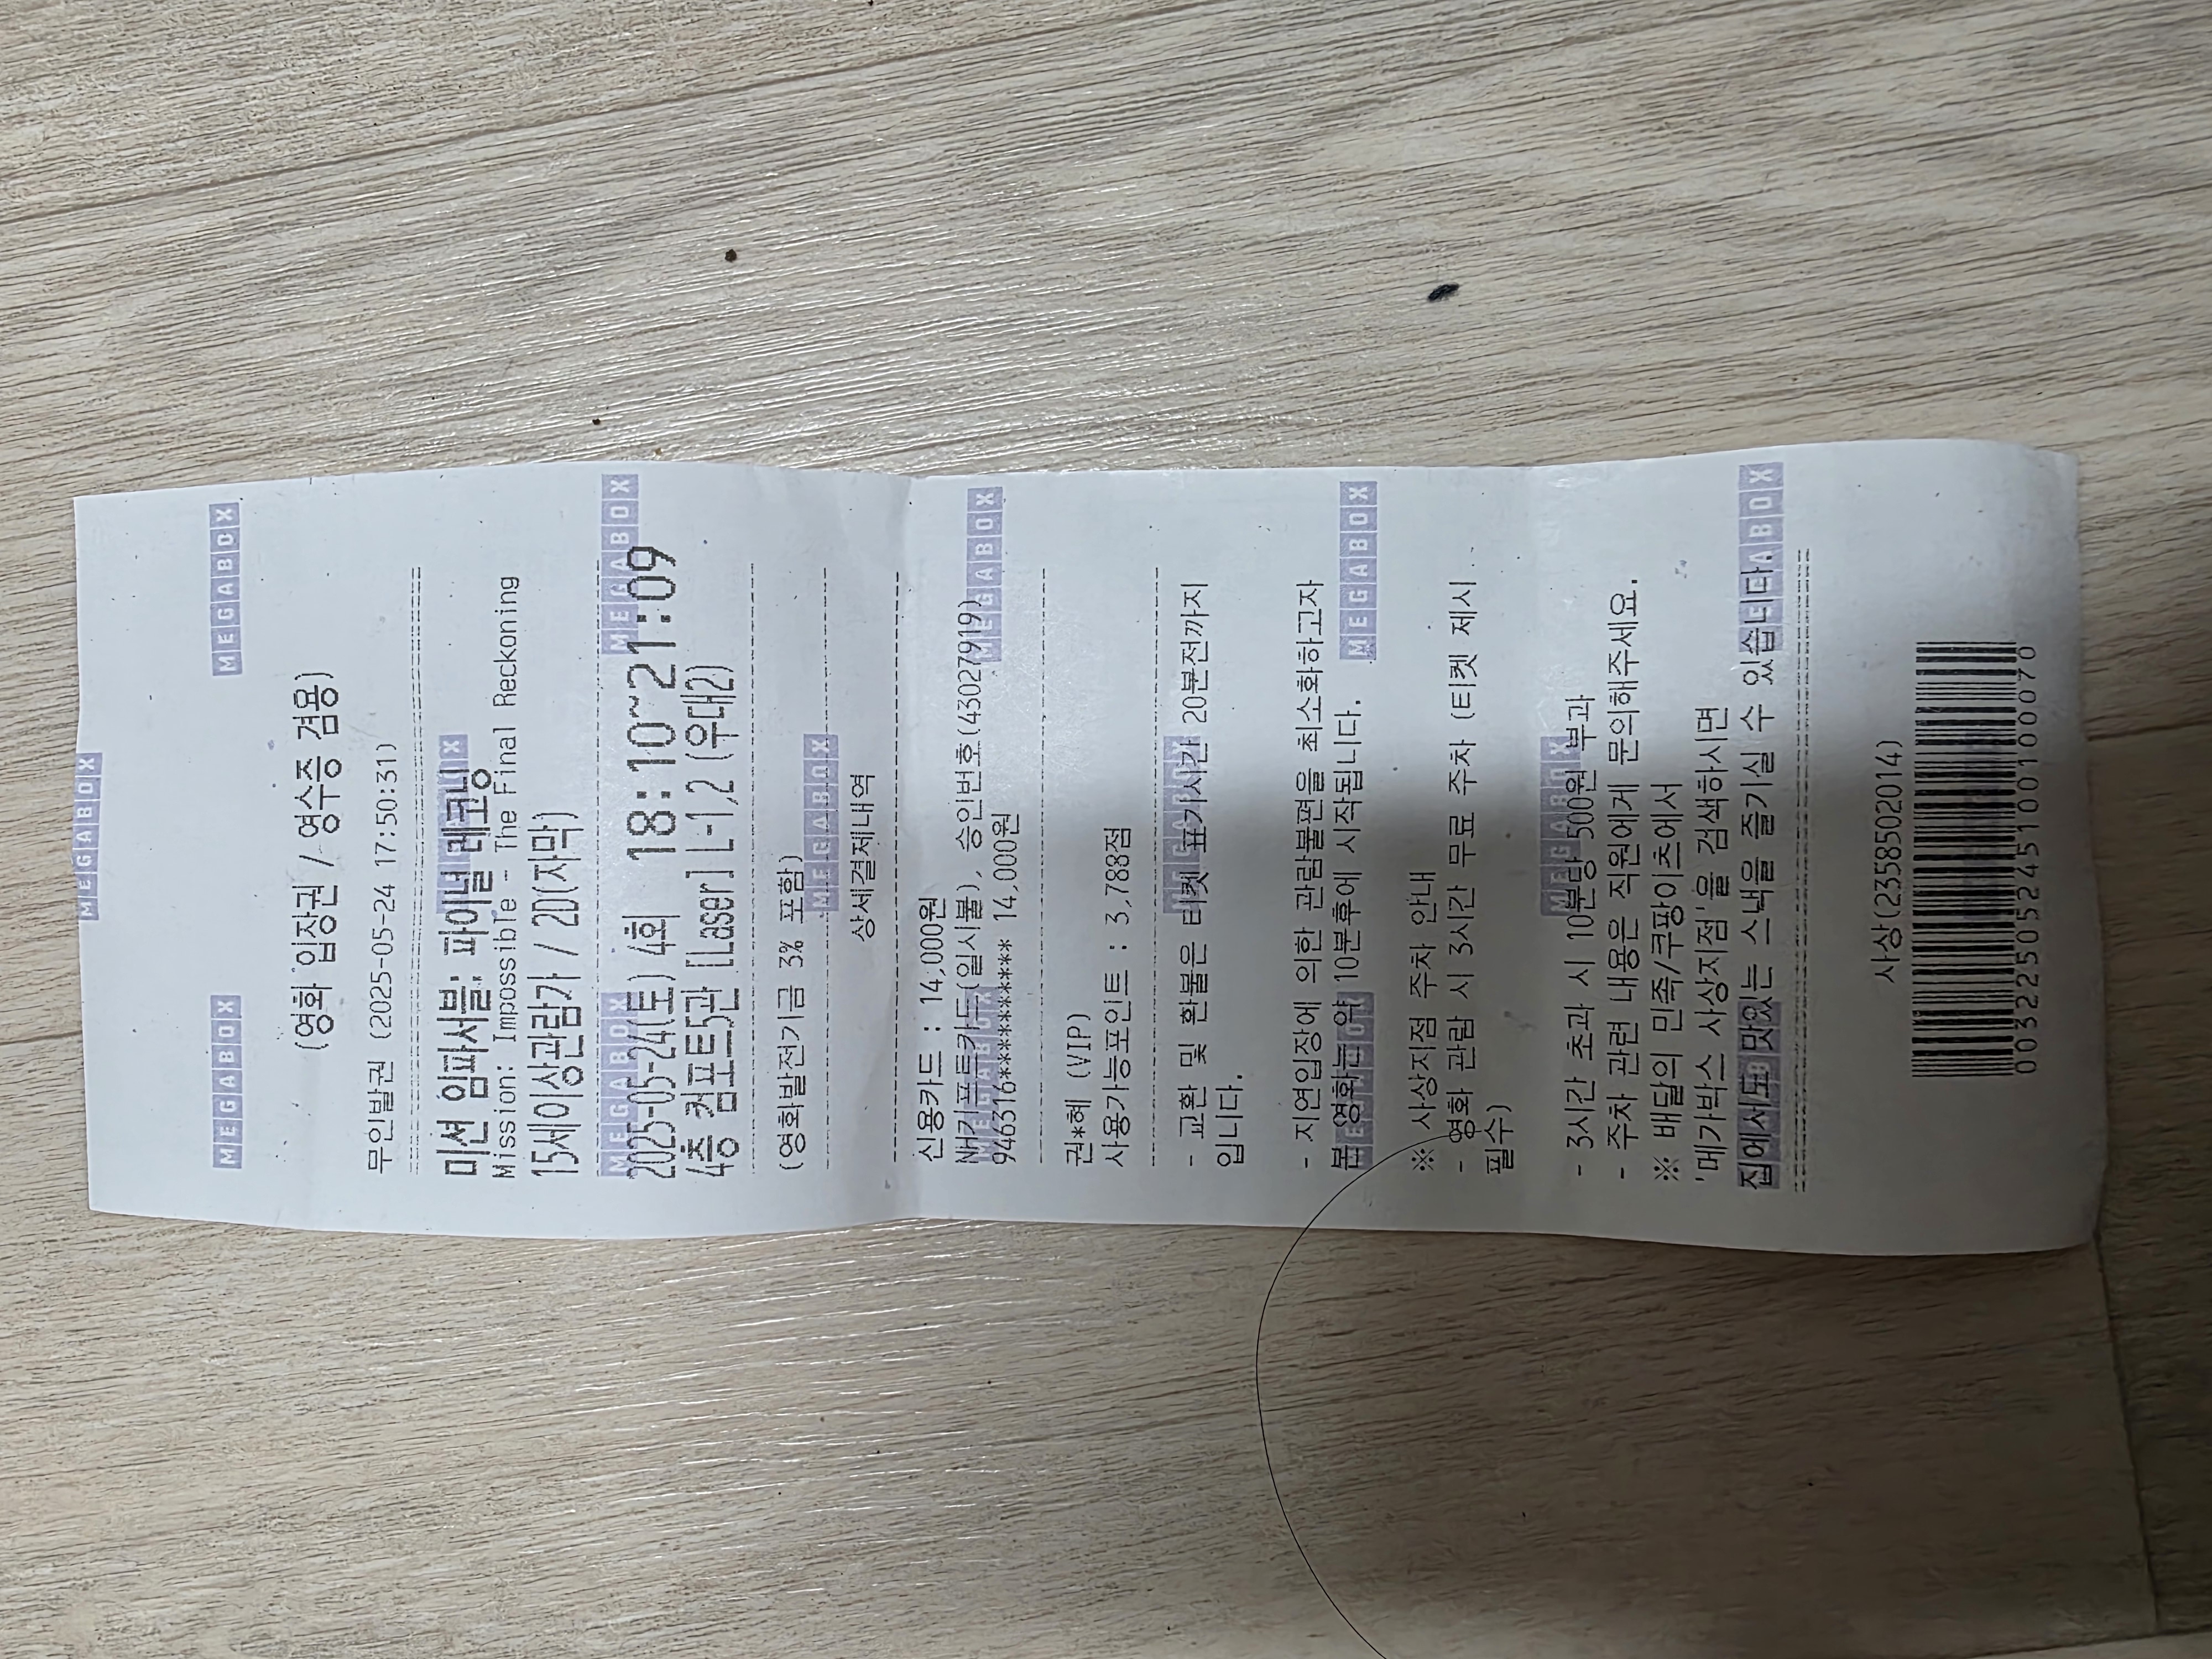 MEGABOX
MEGABOX MEGABOX
(영화 입장권 / 영수증 겸용)
무인발권 (2025-05-24 17:50:31)
미션 임파서블: 파이널 레코닝
Mission: Impossible - The Final Reckoning
15세이상관람가 / 2D(자막)
MEGABOX MEGABOX
2025-05-24(토) 4회 18:10~21:09
4층 컴포트5관 [Laser] L-1,2 (우대2)
(영화발전기금 3% 포함)
MEGABOX
상세결제내역
신용카드 : 14,000원
NH기프트카드(일시불), 승인번호(43027919)
MEGABOX MEGABOX
946316********** 14,000원
권*혜 (VIP)
사용가능포인트 : 3,788점
MEGABOX
- 교환 및 환불은 티켓 표기시간 20분전까지
입니다.
- 지연입장에 의한 관람불편을 최소화하고자
본 영화는 약 10분후에 시작됩니다.
MEGABOX MEGABOX
※ 사상지점 주차 안내
- 영화 관람 시 3시간 무료 주차 (티켓 제시
필수)
MEGABOX
- 3시간 초과 시 10분당 500원 부과
- 주차 관련 내용은 직원에게 문의해주세요.
※ 배달의 민족/쿠팡이츠에서
'메가박스 사상지점'을 검색하시면
집에서도 맛있는 스낵을 즐기실 수 있습니다.
MEGABOX MEGABOX
사상(2358502014)
0032250524510010070